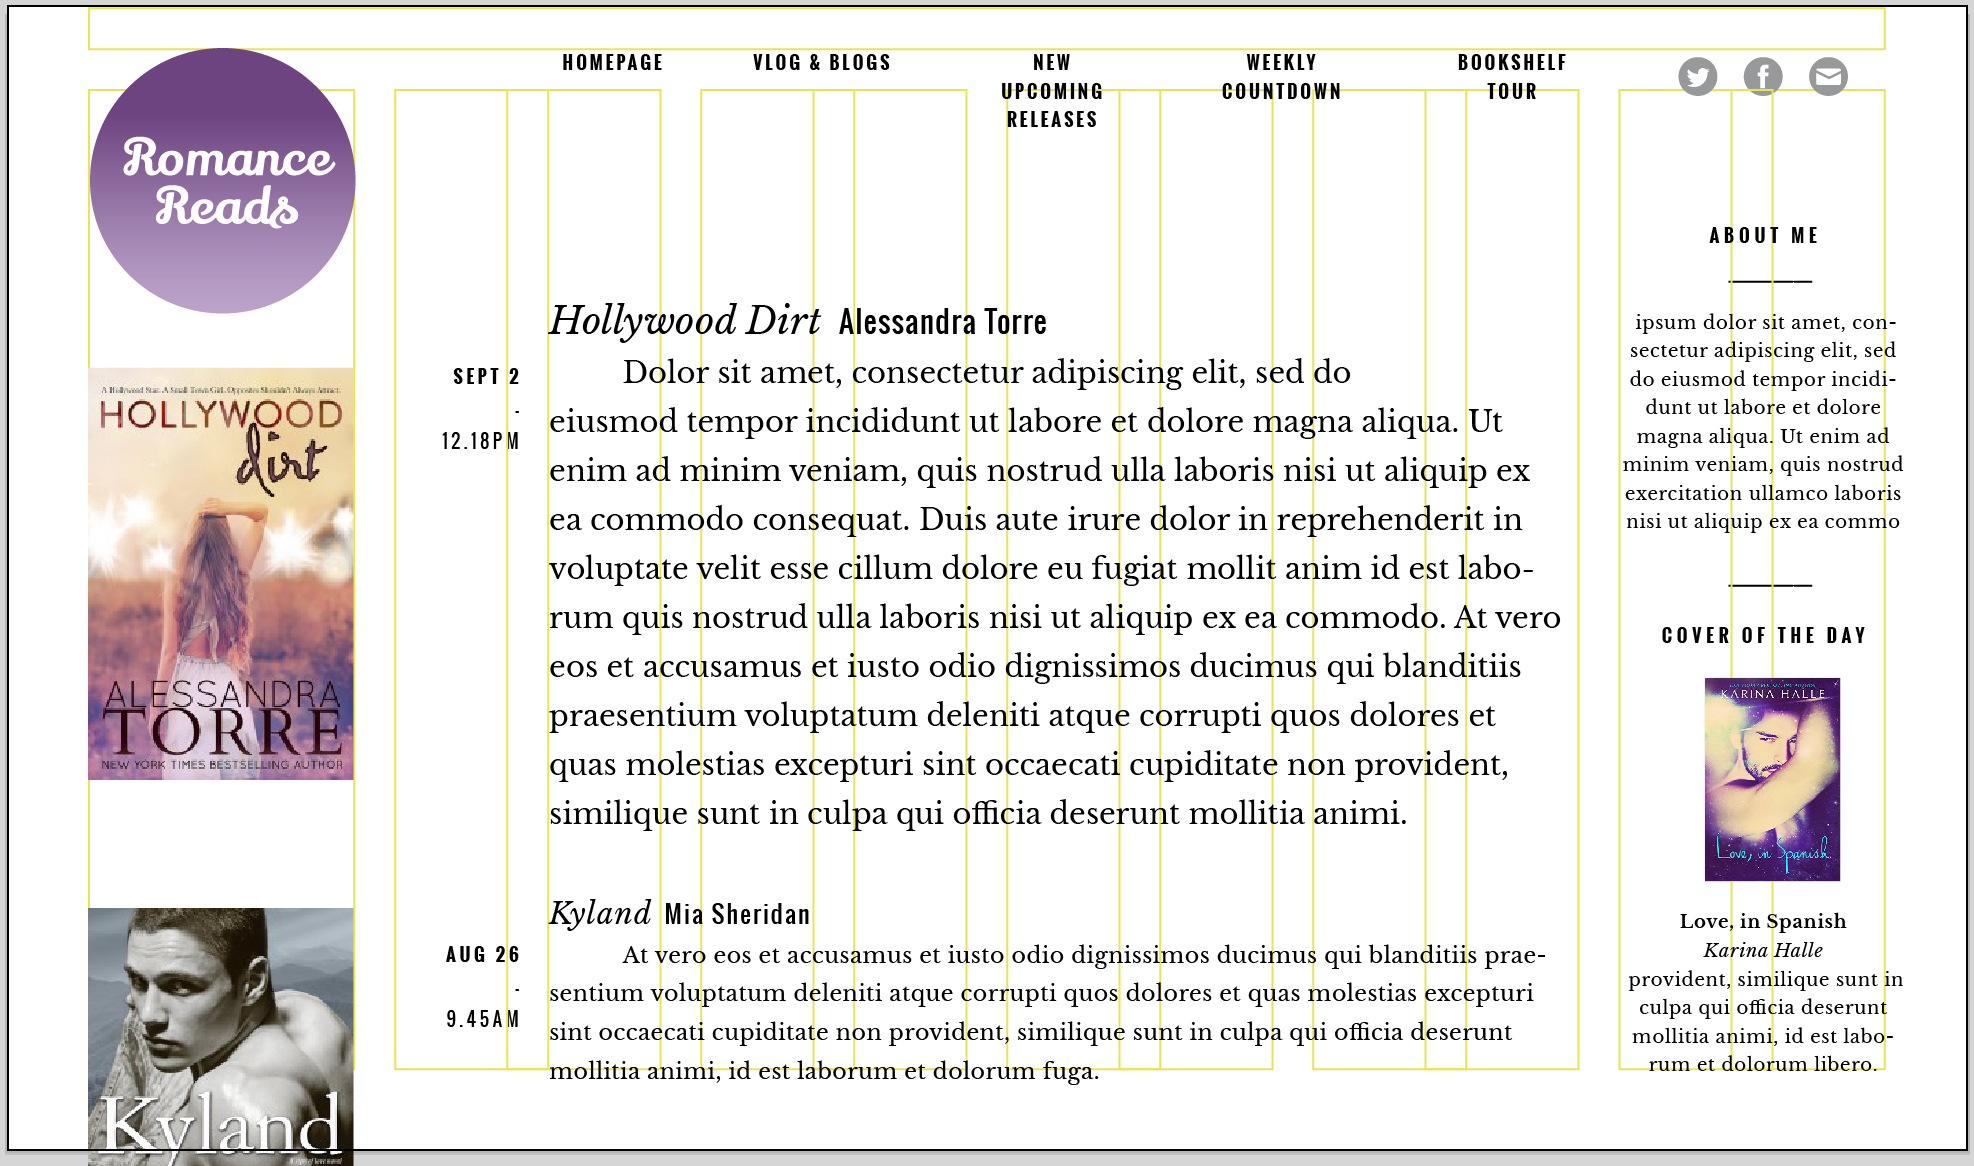 HOMEPAGE
VLOG & BLOGS
NEW
UPCOMING
RELEASES
WEEKLY
COUNTDOWN
BOOKSHELF
TOUR
Romance
Reads
A Hollywood Star. A Small Town Girl. Opposites Shouldn't Always Attract.
HOLLYWOOD
dirt
ALESSANDRA
TORRE
NEW YORK TIMES BESTSELLING AUTHOR
Kyland
SEPT 2
-
12.18PM
Hollywood Dirt Alessandra Torre
Dolor sit amet, consectetur adipiscing elit, sed do
eiusmod tempor incididunt ut labore et dolore magna aliqua. Ut
enim ad minim veniam, quis nostrud ulla laboris nisi ut aliquip ex
ea commodo consequat. Duis aute irure dolor in reprehenderit in
voluptate velit esse cillum dolore eu fugiat mollit anim id est labo-
rum quis nostrud ulla laboris nisi ut aliquip ex ea commodo. At vero
eos et accusamus et iusto odio dignissimos ducimus qui blanditiis
praesentium voluptatum deleniti atque corrupti quos dolores et
quas molestias excepturi sint occaecati cupiditate non provident,
similique sunt in culpa qui officia deserunt mollitia animi.
AUG 26
-
9.45AM
Kyland Mia Sheridan
At vero eos et accusamus et iusto odio dignissimos ducimus qui blanditiis prae-
sentium voluptatum deleniti atque corrupti quos dolores et quas molestias excepturi
sint occaecati cupiditate non provident, similique sunt in culpa qui officia deserunt
mollitia animi, id est laborum et dolorum fuga.
ABOUT ME
ipsum dolor sit amet, con-
sectetur adipiscing elit, sed
do eiusmod tempor incidi-
dunt ut labore et dolore
magna aliqua. Ut enim ad
minim veniam, quis nostrud
exercitation ullamco laboris
nisi ut aliquip ex ea commo
COVER OF THE DAY
KARINA HALLE
Love, in Spanish.
Love, in Spanish
Karina Halle
provident, similique sunt in
culpa qui officia deserunt
mollitia animi, id est labo-
rum et dolorum libero.